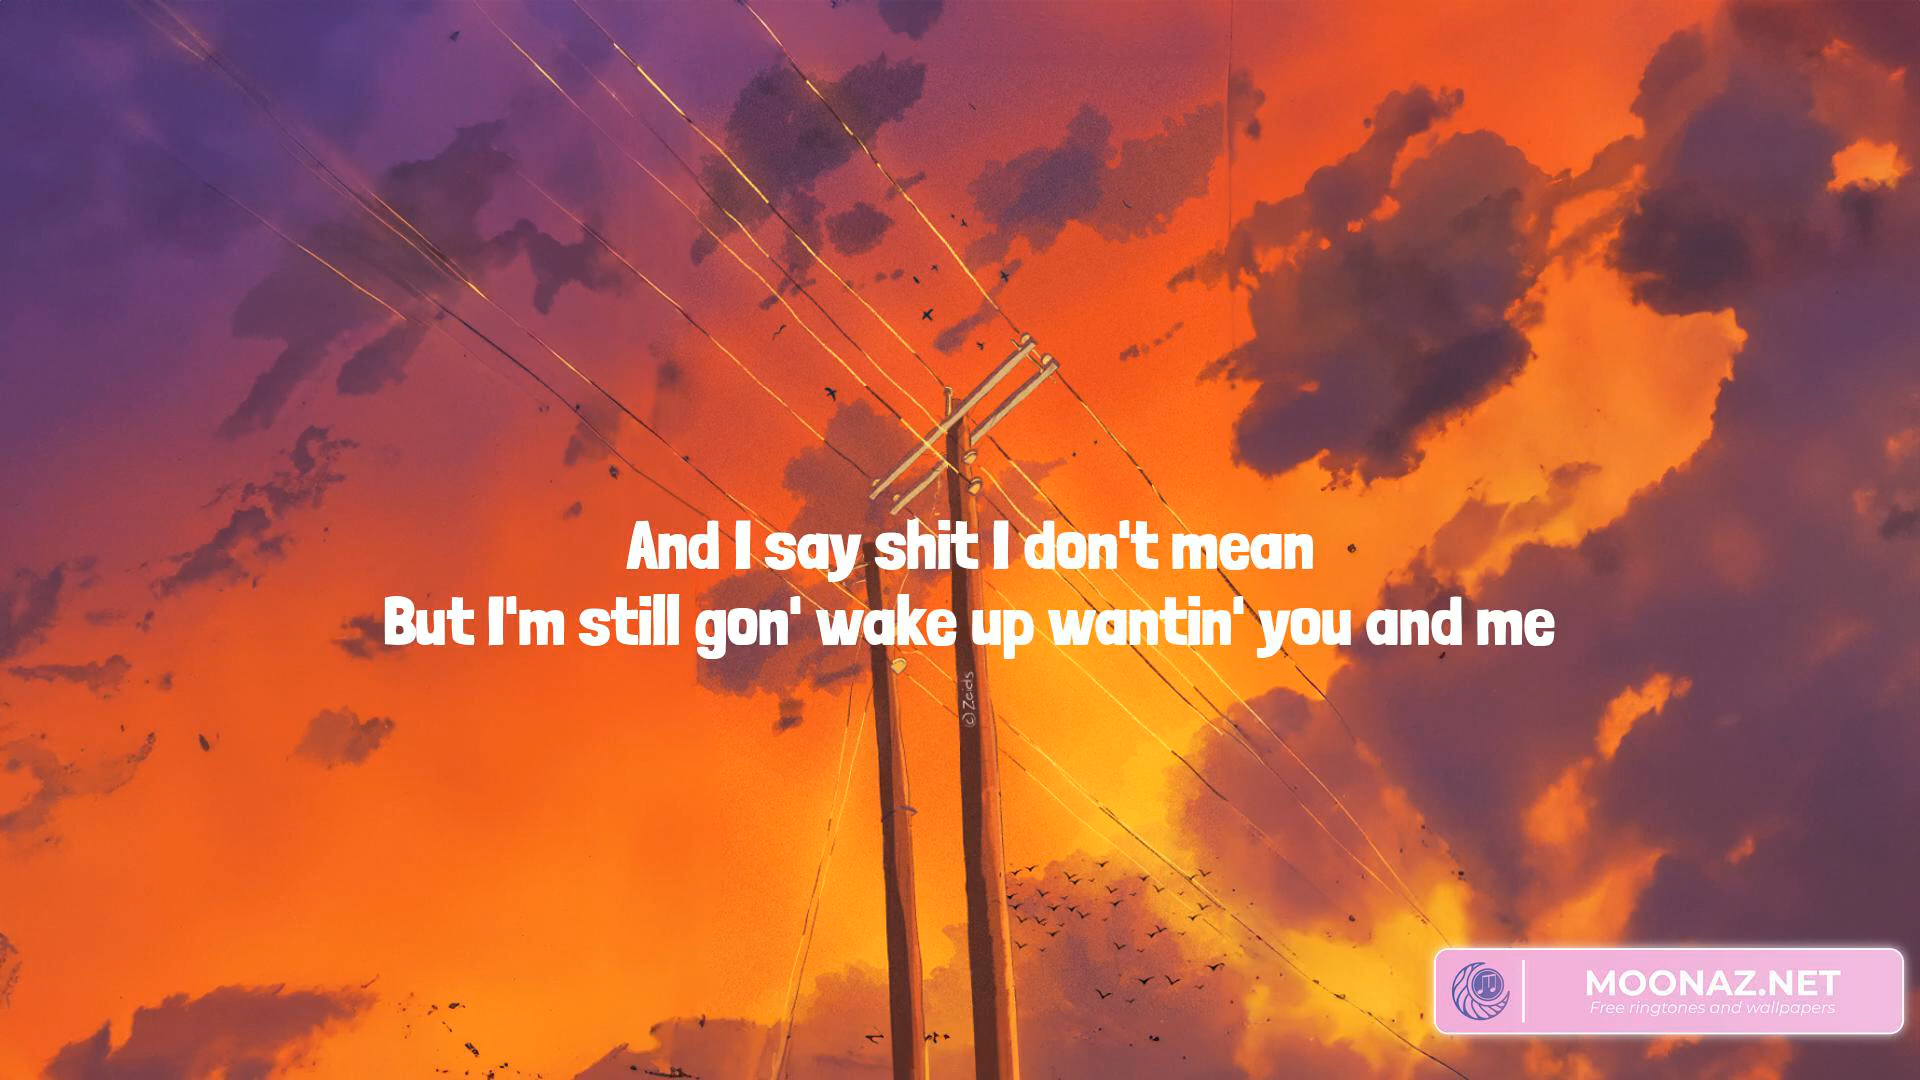 And I say shit I don't mean
But I'm still gon' wake up wantin' you and me
© Zaids
MOONAZ.NET
Free ringtones and wallpapers